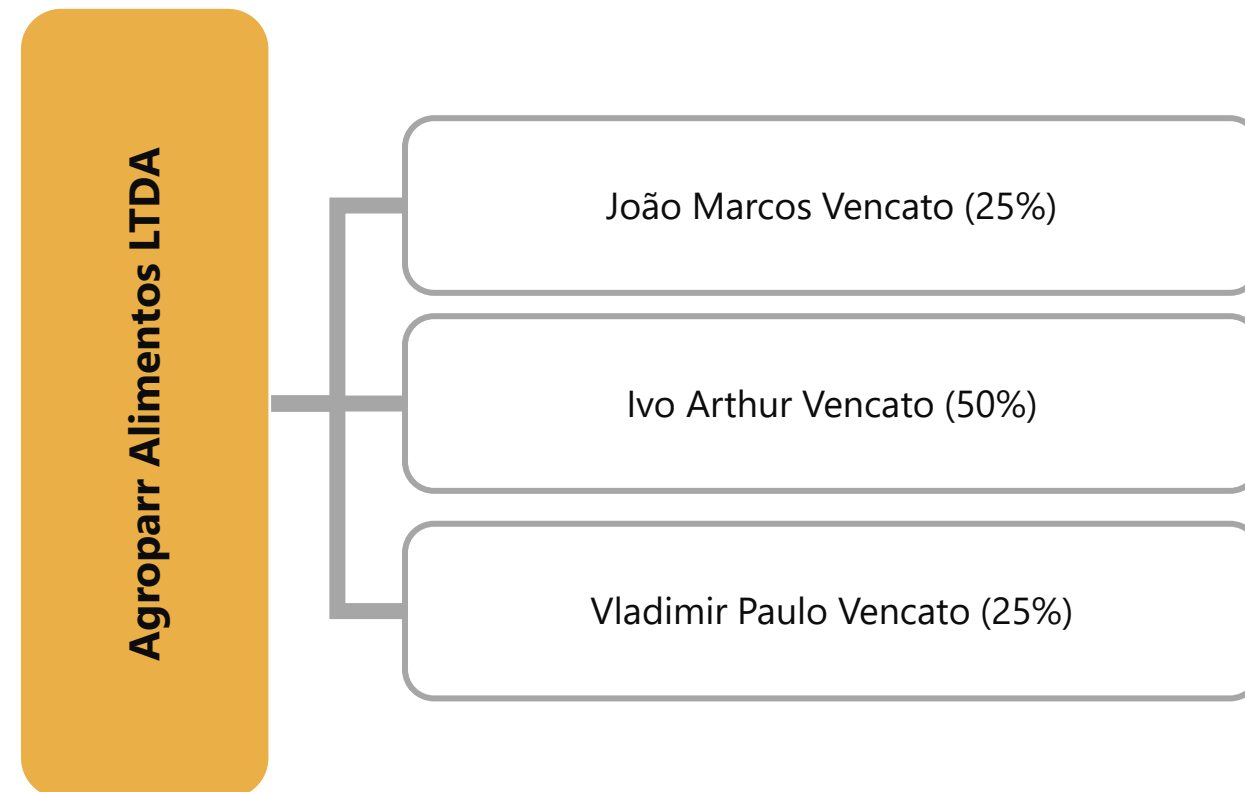 Agroparr Alimentos LTDA
João Marcos Vencato (25%)
Ivo Arthur Vencato (50%)
Vladimir Paulo Vencato (25%)